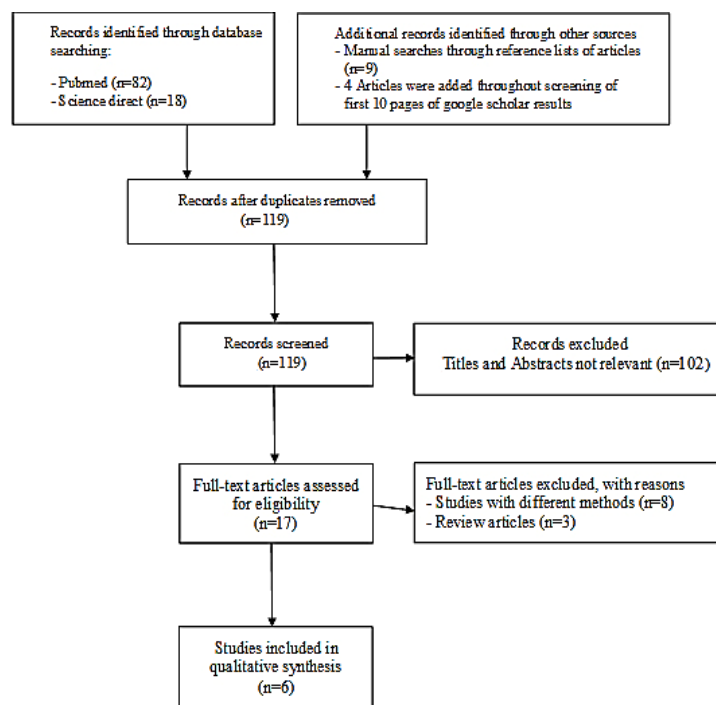 Records identified through database
searching:
- Pubmed (n=82)
- Science direct (n=18)
Additional records identified through other sources
- Manual searches through reference lists of articles
(n=9)
- 4 Articles were added throughout screening of
first 10 pages of google scholar results
Records after duplicates removed
(n=119)
Records screened
(n=119)
Records excluded
Titles and Abstracts not relevant (n=102)
Full-text articles assessed
for eligibility
(n=17)
Full-text articles excluded, with reasons
- Studies with different methods (n=8)
- Review articles (n=3)
Studies included in
qualitative synthesis
(n=6)